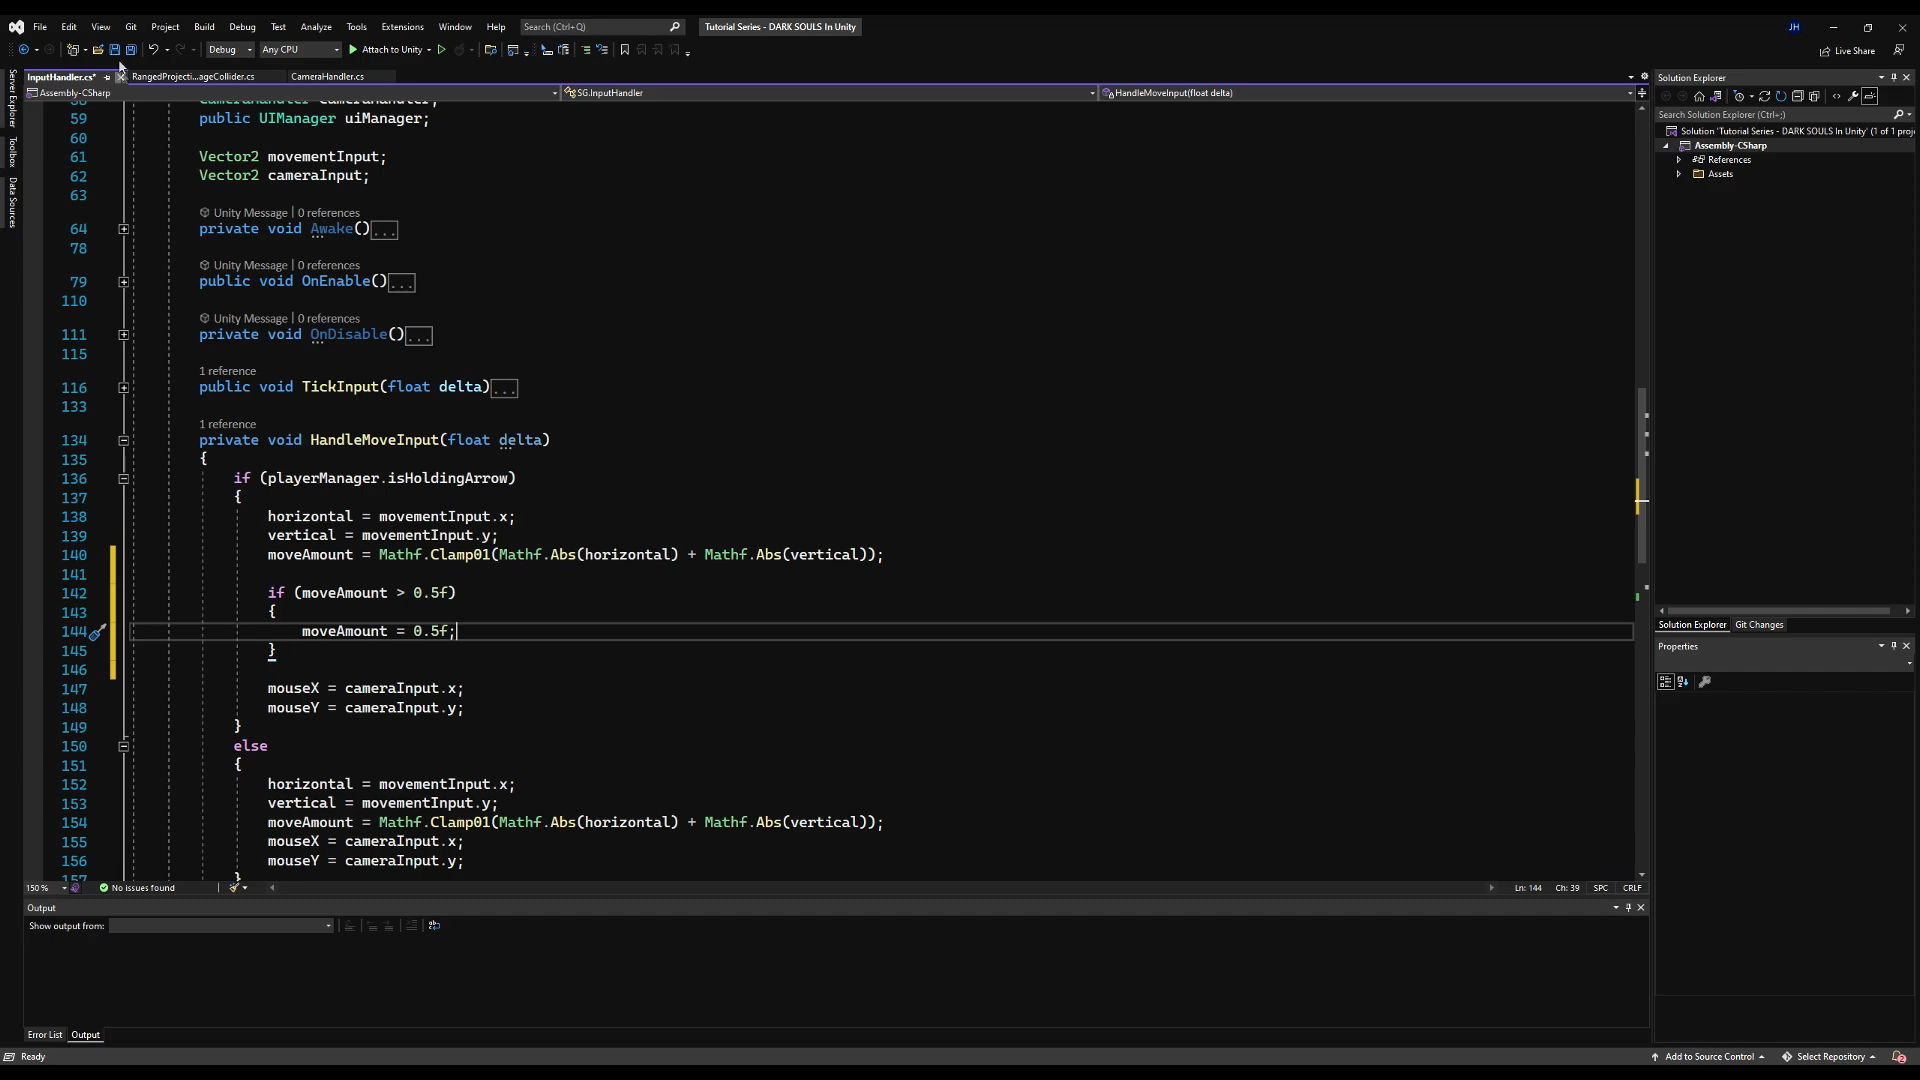 File Edit View Git Project Build Debug Test Analyze Tools Extensions Window Help Search (Ctrl+Q) Tutorial Series - DARK SOULS In Unity JH
Debug Any CPU Attach to Unity Live Share
InputHandler.cs* RangedProjecti...ageCollider.cs CameraHandler.cs
Assembly-CSharp SG.InputHandler HandleMoveInput(float delta)
Server Explorer
Toolbox
Data Sources
58 CameraHandler cameraHandler;
59 public UIManager uiManager;
60
61 Vector2 movementInput;
62 Vector2 cameraInput;
63
Unity Message | 0 references
64 private void Awake()...
78
Unity Message | 0 references
79 public void OnEnable()...
110
Unity Message | 0 references
111 private void OnDisable()...
115
1 reference
116 public void TickInput(float delta)...
133
1 reference
134 private void HandleMoveInput(float delta)
135 {
136 if (playerManager.isHoldingArrow)
137 {
138 horizontal = movementInput.x;
139 vertical = movementInput.y;
140 moveAmount = Mathf.Clamp01(Mathf.Abs(horizontal) + Mathf.Abs(vertical));
141
142 if (moveAmount > 0.5f)
143 {
144 moveAmount = 0.5f;
145 }
146
147 mouseX = cameraInput.x;
148 mouseY = cameraInput.y;
149 }
150 else
151 {
152 horizontal = movementInput.x;
153 vertical = movementInput.y;
154 moveAmount = Mathf.Clamp01(Mathf.Abs(horizontal) + Mathf.Abs(vertical));
155 mouseX = cameraInput.x;
156 mouseY = cameraInput.y;
157 }
150 % No issues found Ln: 144 Ch: 39 SPC CRLF
Output
Show output from:
Error List Output
Ready Add to Source Control Select Repository 2
Solution Explorer
Search Solution Explorer (Ctrl+;)
Solution 'Tutorial Series - DARK SOULS In Unity' (1 of 1 proj
Assembly-CSharp
References
Assets
Solution Explorer Git Changes
Properties